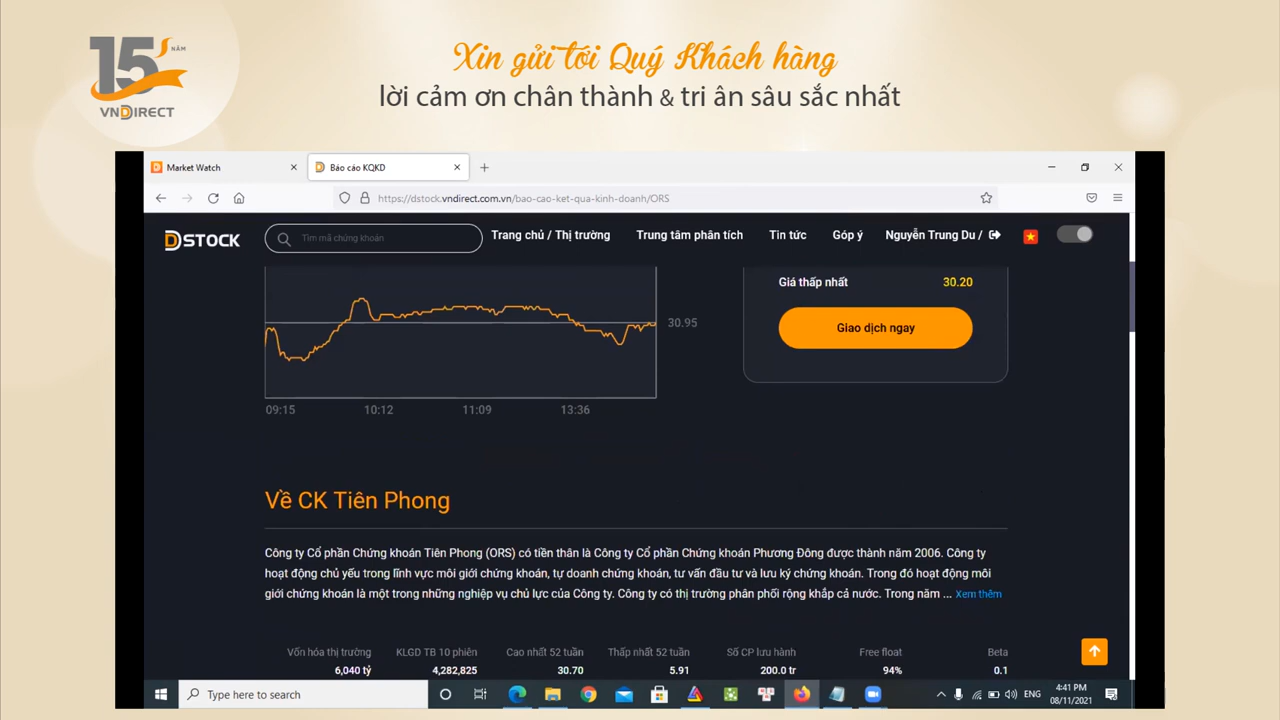 15 NĂM
VNDIRECT
Xin gửi tới Quý Khách hàng
lời cảm ơn chân thành & tri ân sâu sắc nhất
Market Watch
Báo cáo KQKD
https://dstock.vndirect.com.vn/bao-cao-ket-qua-kinh-doanh/ORS
DSTOCK
Tìm mã chứng khoán
Trang chủ / Thị trường
Trung tâm phân tích
Tin tức
Góp ý
Nguyễn Trung Du /
Giá thấp nhất 30.20
30.95
Giao dịch ngay
09:15 10:12 11:09 13:36
Về CK Tiên Phong
Công ty Cổ phần Chứng khoán Tiên Phong (ORS) có tiền thân là Công ty Cổ phần Chứng khoán Phương Đông được thành năm 2006. Công ty
hoạt động chủ yếu trong lĩnh vực môi giới chứng khoán, tự doanh chứng khoán, tư vấn đầu tư và lưu ký chứng khoán. Trong đó hoạt động môi
giới chứng khoán là một trong những nghiệp vụ chủ lực của Công ty. Công ty có thị trường phân phối rộng khắp cả nước. Trong năm ... Xem thêm
Vốn hóa thị trường KLGD TB 10 phiên Cao nhất 52 tuần Thấp nhất 52 tuần Số CP lưu hành Free float Beta
6,040 tỷ 4,282,825 30.70 5.91 200.0 tr 94% 0.1
Type here to search
ENG
4:41 PM
08/11/2021